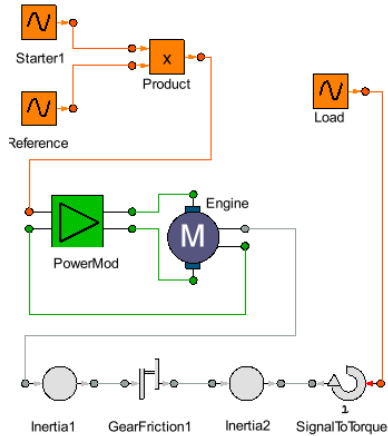 Starter1
x
Product
Reference
Load
Engine
M
PowerMod
1
Inertia1
GearFriction1
Inertia2
SignalToTorque